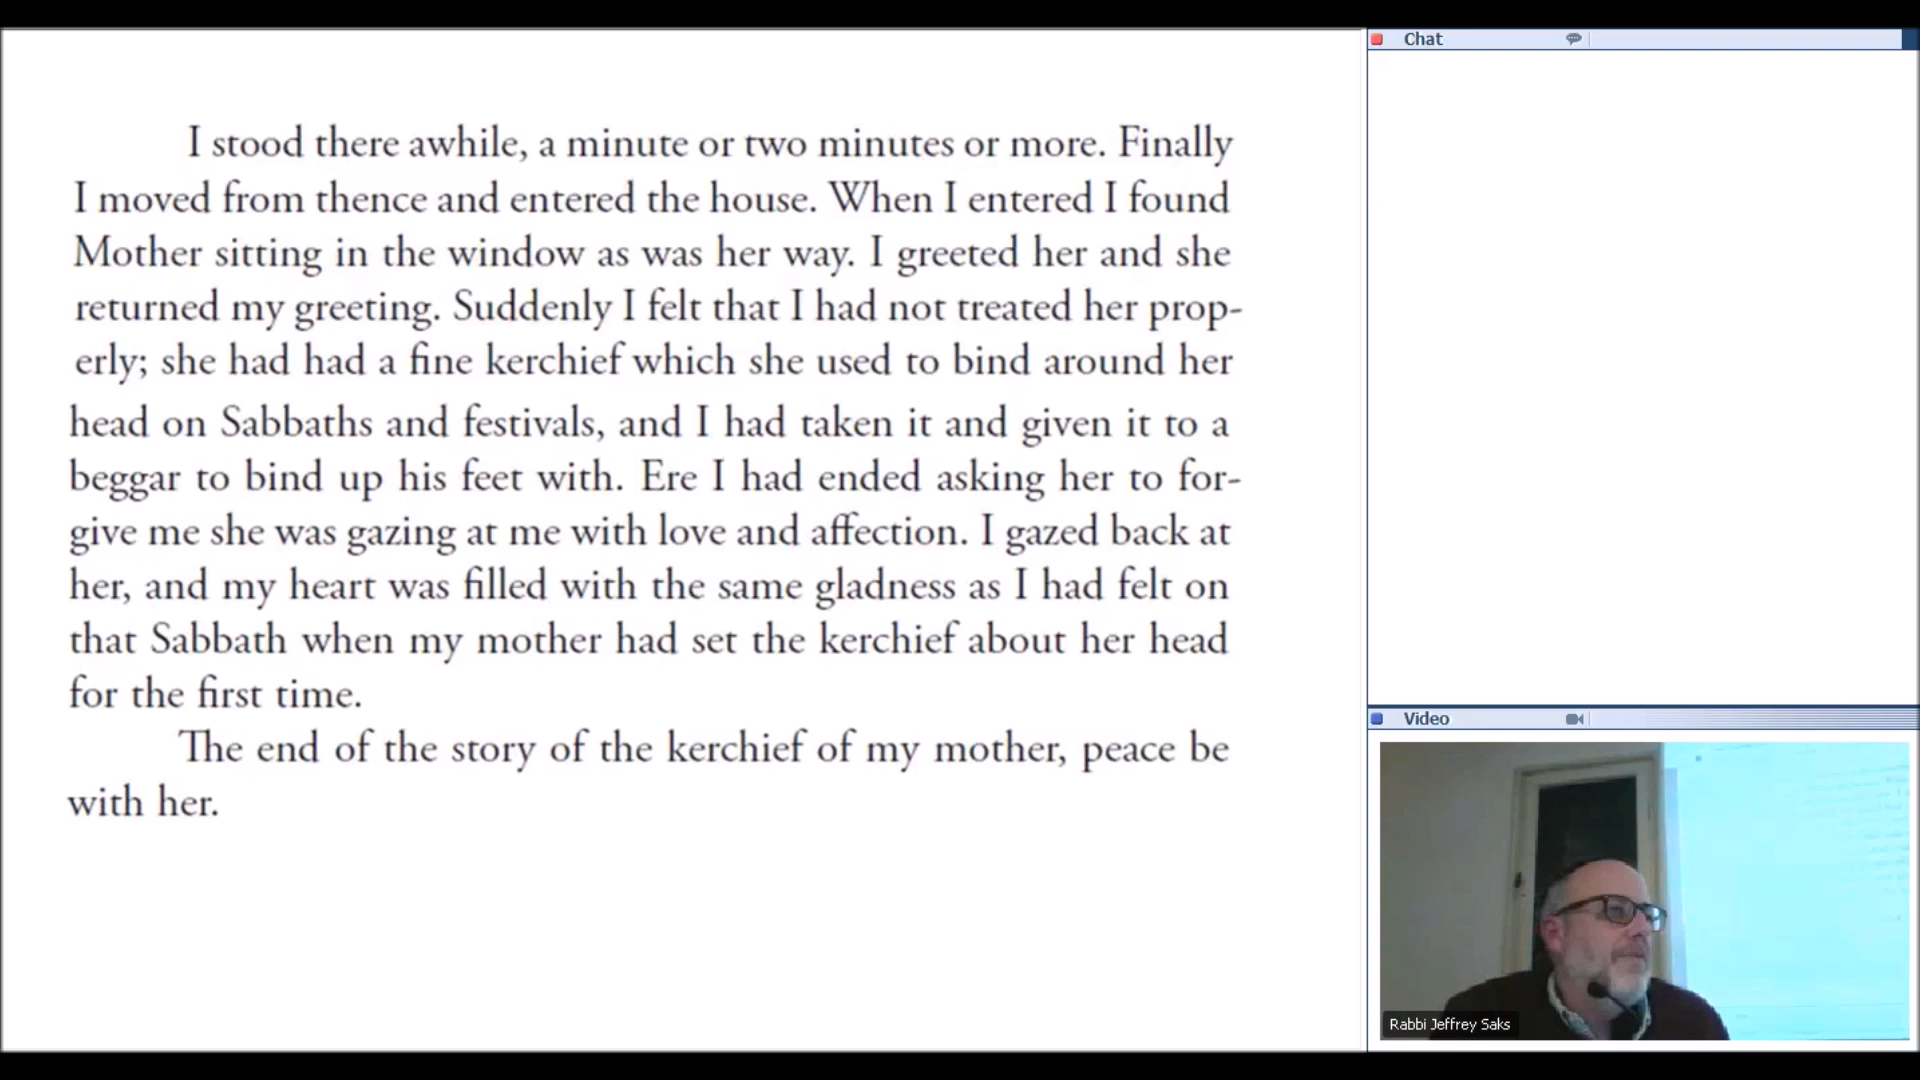 I stood there awhile, a minute or two minutes or more. Finally
I moved from thence and entered the house. When I entered I found
Mother sitting in the window as was her way. I greeted her and she
returned my greeting. Suddenly I felt that I had not treated her prop-
erly; she had had a fine kerchief which she used to bind around her
head on Sabbaths and festivals, and I had taken it and given it to a
beggar to bind up his feet with. Ere I had ended asking her to for-
give me she was gazing at me with love and affection. I gazed back at
her, and my heart was filled with the same gladness as I had felt on
that Sabbath when my mother had set the kerchief about her head
for the first time.
The end of the story of the kerchief of my mother, peace be
with her.
Chat
Video
Rabbi Jeffrey Saks